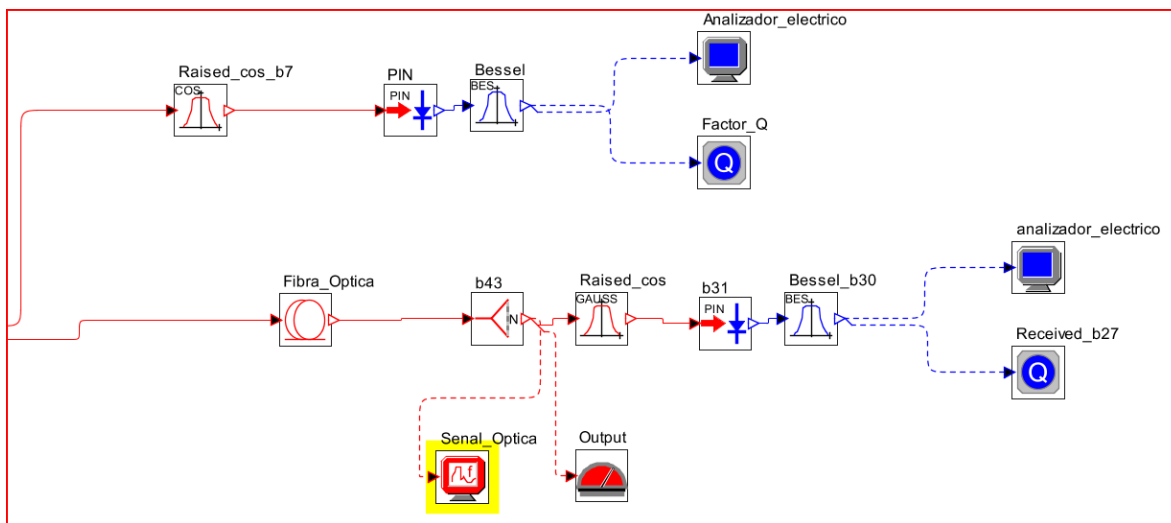 Analizador_electrico
Raised_cos_b7
PIN
Bessel
COS
PIN
BES
Factor_Q
Q
analizador_electrico
Fibra_Optica
b43
Raised_cos
b31
Bessel_b30
N
GAUSS
PIN
BES
Received_b27
Q
Senal_Optica
Output
f